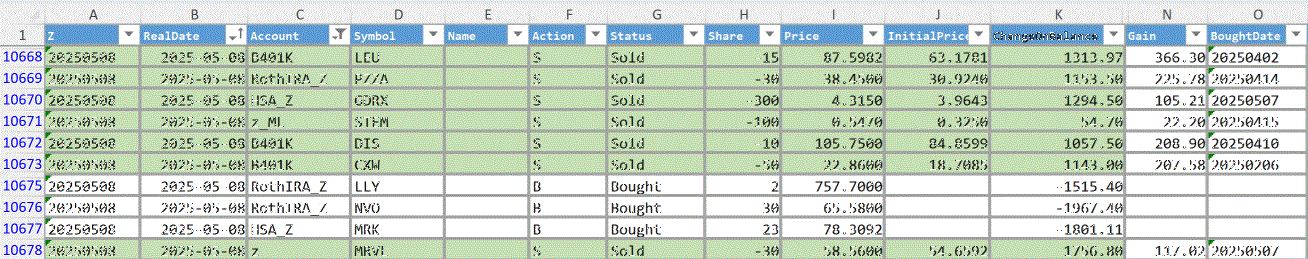 A B C D E F G H I J K N O
1 Z RealDate Account Symbol Name Action Status Share Price InitialPrice ChangeOnBalance Gain BoughtDate
10668 20250508 2025-05-08 B401K LEU S Sold -15 87.5982 63.1781 1313.97 366.30 20250402
10669 20250508 2025-05-08 RothIRA_Z PZZA S Sold -30 38.4500 30.9240 1153.50 225.78 20250414
10670 20250508 2025-05-08 HSA_Z GDRX S Sold -300 4.3150 3.9643 1294.50 105.21 20250507
10671 20250508 2025-05-08 z_ML STEM S Sold -100 0.5470 0.3250 54.70 22.20 20250415
10672 20250508 2025-05-08 B401K DIS S Sold -10 105.7500 84.8599 1057.50 208.90 20250410
10673 20250508 2025-05-08 B401K CXW S Sold -50 22.8600 18.7085 1143.00 207.58 20250206
10675 20250508 2025-05-08 RothIRA_Z LLY B Bought 2 757.7000 -1515.40
10676 20250508 2025-05-08 RothIRA_Z NVO B Bought 30 65.5800 -1967.40
10677 20250508 2025-05-08 HSA_Z MRK B Bought 23 78.3092 -1801.11
10678 20250508 2025-05-08 z MRVL S Sold -30 58.5600 54.6592 1756.80 117.02 20250507